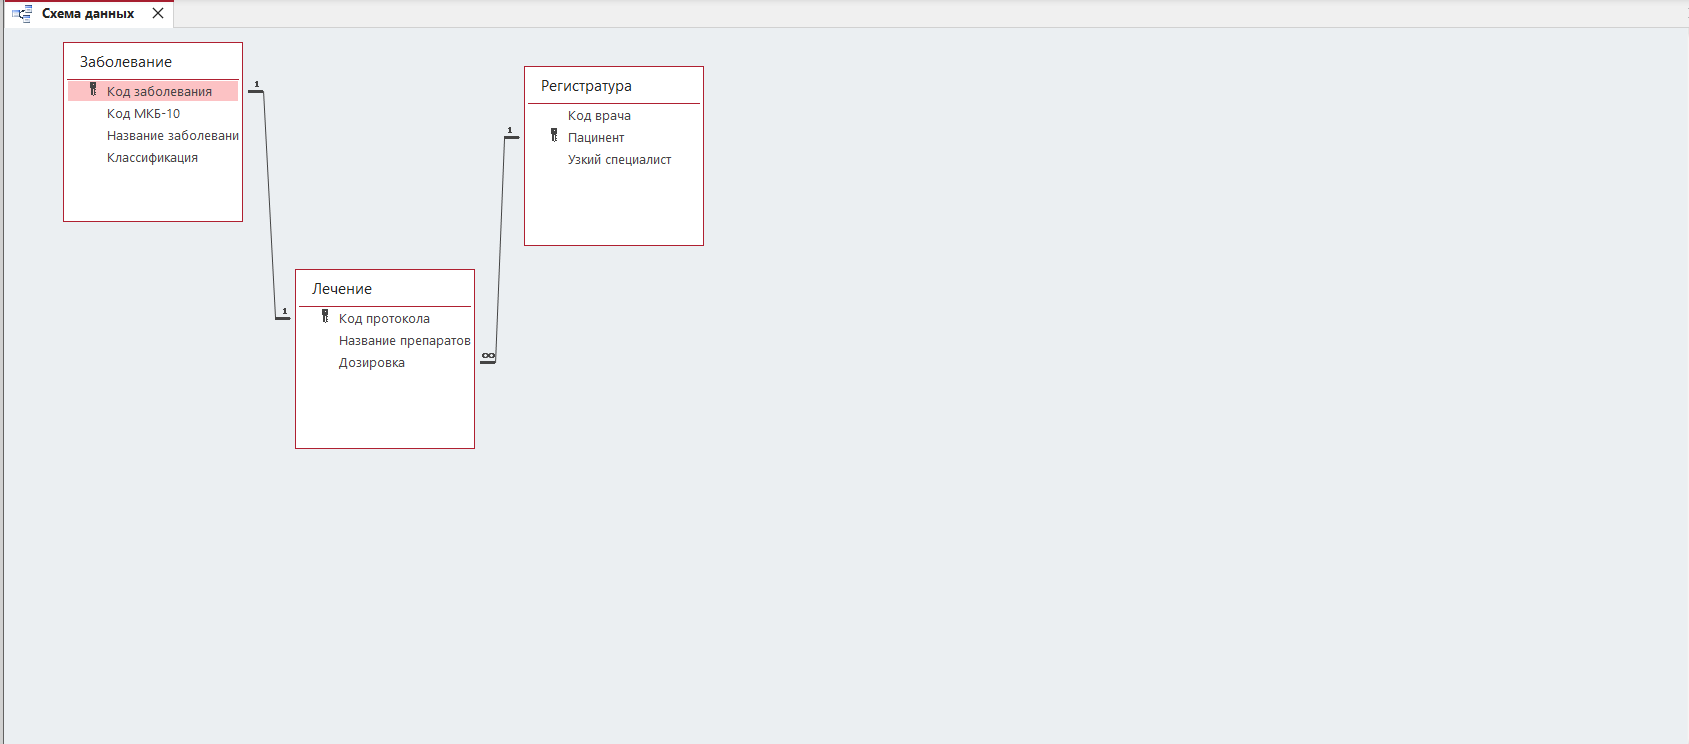 Схема данных
Заболевание
Код заболевания
Код МКБ-10
Название заболевани
Классификация
1
1
Лечение
Код протокола
Название препаратов
Дозировка
Регистратура
Код врача
Пацинент
Узкий специалист
1
∞